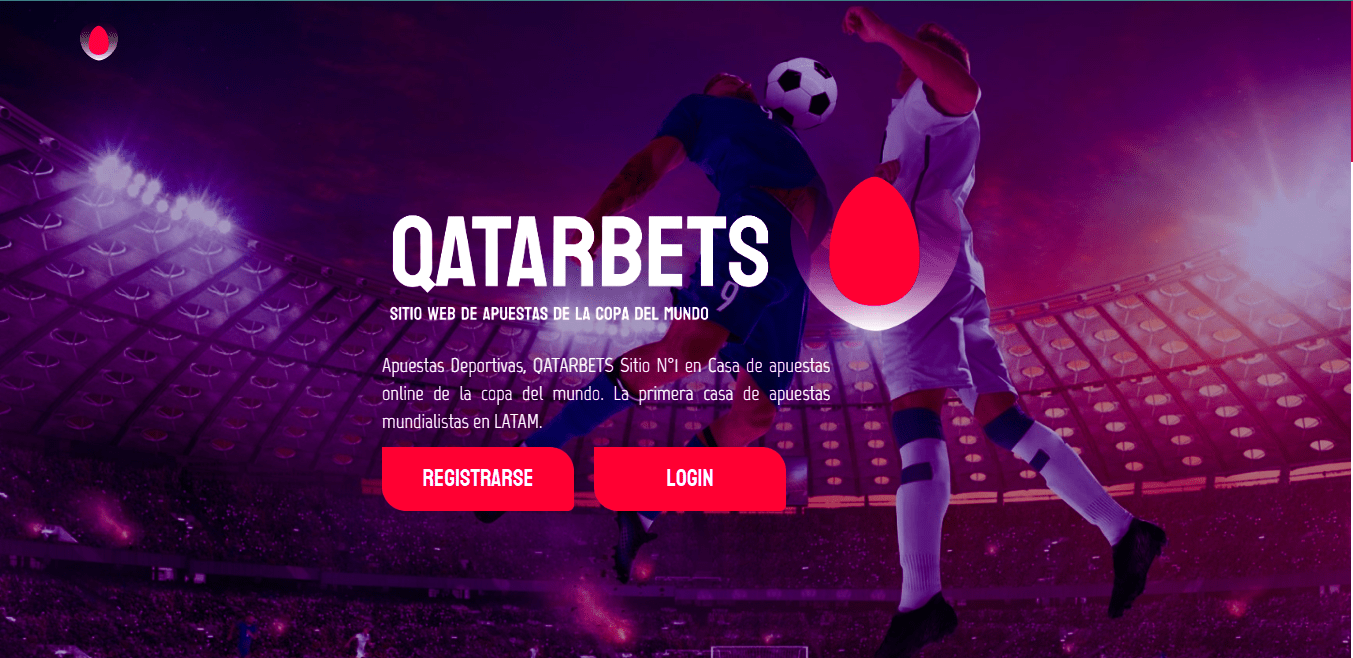 QATARBETS
SITIO WEB DE APUESTAS DE LA COPA DEL MUNDO
Apuestas Deportivas, QATARBETS Sitio N°1 en Casa de apuestas
online de la copa del mundo. La primera casa de apuestas
mundialistas en LATAM.
REGISTRARSE
LOGIN
9